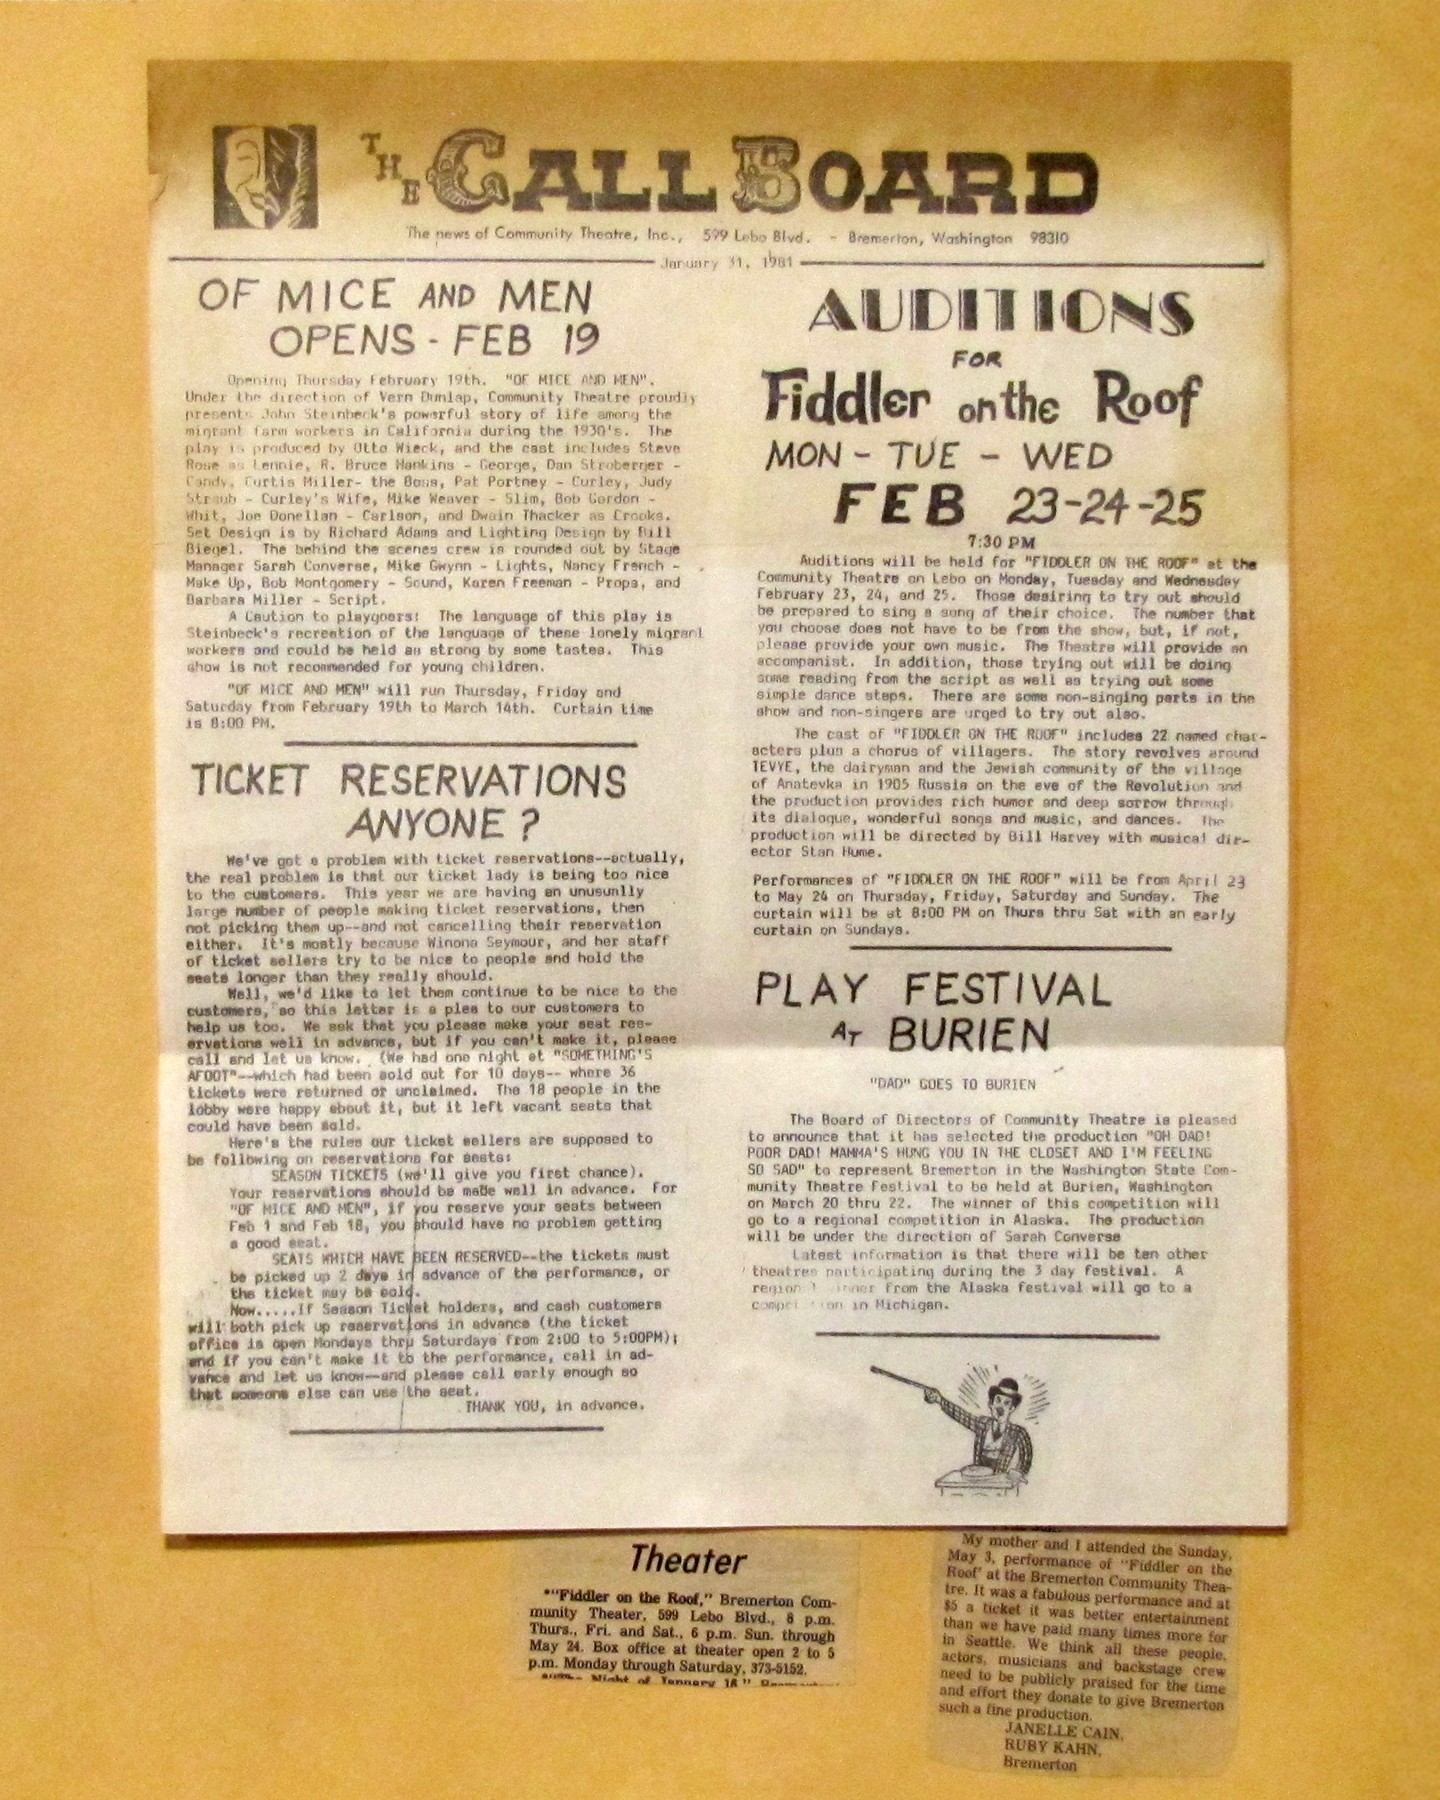 THE CALL BOARD
The news of Community Theatre, Inc., 599 Lebo Blvd. - Bremerton, Washington 98310
January 31, 1981
OF MICE AND MEN
OPENS - FEB 19
Opening Thursday February 19th. "OF MICE AND MEN".
Under the direction of Vern Dunlap, Community Theatre proudly
presents John Steinbeck's powerful story of life among the
migrant farm workers in California during the 1930's. The
play is produced by Otto Wieck, and the cast includes Steve
Rose as Lennie, R. Bruce Hankins - George, Dan Stroberger -
Candy, Curtis Miller- the Boss, Pat Portney - Curley, Judy
Straub - Curley's Wife, Mike Weaver - Slim, Bob Gordon -
Whit, Joe Donellan - Carlson, and Dwain Thacker as Crooks.
Set Design is by Richard Adams and Lighting Design by Bill
Biegel. The behind the scenes crew is rounded out by Stage
Manager Sarah Converse, Mike Gwynn - Lights, Nancy French -
Make Up, Bob Montgomery - Sound, Karen Freeman - Props, and
Barbara Miller - Script.
A Caution to playgoers! The language of this play is
Steinbeck's recreation of the language of these lonely migrant
workers and could be held as strong by some tastes. This
show is not recommended for young children.
"OF MICE AND MEN" will run Thursday, Friday and
Saturday from February 19th to March 14th. Curtain time
is 8:00 PM.
TICKET RESERVATIONS
ANYONE?
We've got a problem with ticket reservations--actually,
the real problem is that our ticket lady is being too nice
to the customers. This year we are having an unusually
large number of people making ticket reservations, then
not picking them up--and not cancelling their reservation
either. It's mostly because Winona Seymour, and her staff
of ticket sellers try to be nice to people and hold the
seats longer than they really should.
Well, we'd like to let them continue to be nice to the
customers, so this letter is a plea to our customers to
help us too. We ask that you please make your seat res-
ervations well in advance, but if you can't make it, please
call and let us know. (We had one night at "SOMETHING'S
AFOOT"--which had been sold out for 10 days-- where 36
tickets were returned or unclaimed. The 18 people in the
lobby were happy about it, but it left vacant seats that
could have been sold.
Here's the rules our ticket sellers are supposed to
be following on reservations for seats:
SEASON TICKETS (we'll give you first chance).
Your reservations should be made well in advance. For
"OF MICE AND MEN", if you reserve your seats between
Feb 1 and Feb 18, you should have no problem getting
a good seat.
SEATS WHICH HAVE BEEN RESERVED--the tickets must
be picked up 2 days in advance of the performance, or
the ticket may be sold.
Now.....If Season Ticket holders, and cash customers
will both pick up reservations in advance (the ticket
office is open Mondays thru Saturdays from 2:00 to 5:00PM);
and if you can't make it to the performance, call in ad-
vance and let us know--and please call early enough so
that someone else can use the seat.
THANK YOU, in advance.
AUDITIONS
FOR
Fiddler on the Roof
MON - TUE - WED
FEB 23-24-25
7:30 PM
Auditions will be held for "FIDDLER ON THE ROOF" at the
Community Theatre on Lebo on Monday, Tuesday and Wednesday
February 23, 24, and 25. Those desiring to try out should
be prepared to sing a song of their choice. The number that
you choose does not have to be from the show, but, if not,
please provide your own music. The Theatre will provide an
accompanist. In addition, those trying out will be doing
some reading from the script as well as trying out some
simple dance steps. There are some non-singing parts in the
show and non-singers are urged to try out also.
The cast of "FIDDLER ON THE ROOF" includes 22 named char-
acters plus a chorus of villagers. The story revolves around
TEVYE, the dairyman and the Jewish community of the village
of Anatevka in 1905 Russia on the eve of the Revolution and
the production provides rich humor and deep sorrow through
its dialogue, wonderful songs and music, and dances. The
production will be directed by Bill Harvey with musical dir-
ector Stan Hume.
Performances of "FIDDLER ON THE ROOF" will be from April 23
to May 24 on Thursday, Friday, Saturday and Sunday. The
curtain will be at 8:00 PM on Thurs thru Sat with an early
curtain on Sundays.
PLAY FESTIVAL
AT BURIEN
"DAD" GOES TO BURIEN
The Board of Directors of Community Theatre is pleased
to announce that it has selected the production "OH DAD!
POOR DAD! MAMMA'S HUNG YOU IN THE CLOSET AND I'M FEELING
SO SAD" to represent Bremerton in the Washington State Com-
munity Theatre Festival to be held at Burien, Washington
on March 20 thru 22. The winner of this competition will
go to a regional competition in Alaska. The production
will be under the direction of Sarah Converse
Latest information is that there will be ten other
theatres participating during the 3 day festival. A
regional winner from the Alaska festival will go to a
competition in Michigan.
Theater
*"Fiddler on the Roof," Bremerton Com-
munity Theater, 599 Lebo Blvd., 8 p.m.
Thurs., Fri. and Sat., 6 p.m. Sun. through
May 24. Box office at theater open 2 to 5
p.m. Monday through Saturday, 373-5152.
Night of January 16,"
My mother and I attended the Sunday,
May 3, performance of "Fiddler on the
Roof' at the Bremerton Community Thea-
tre. It was a fabulous performance and at
$5 a ticket it was better entertainment
than we have paid many times more for
in Seattle. We think all these people,
actors, musicians and backstage crew
need to be publicly praised for the time
and effort they donate to give Bremerton
such a fine production.
JANELLE CAIN,
RUBY KAHN,
Bremerton